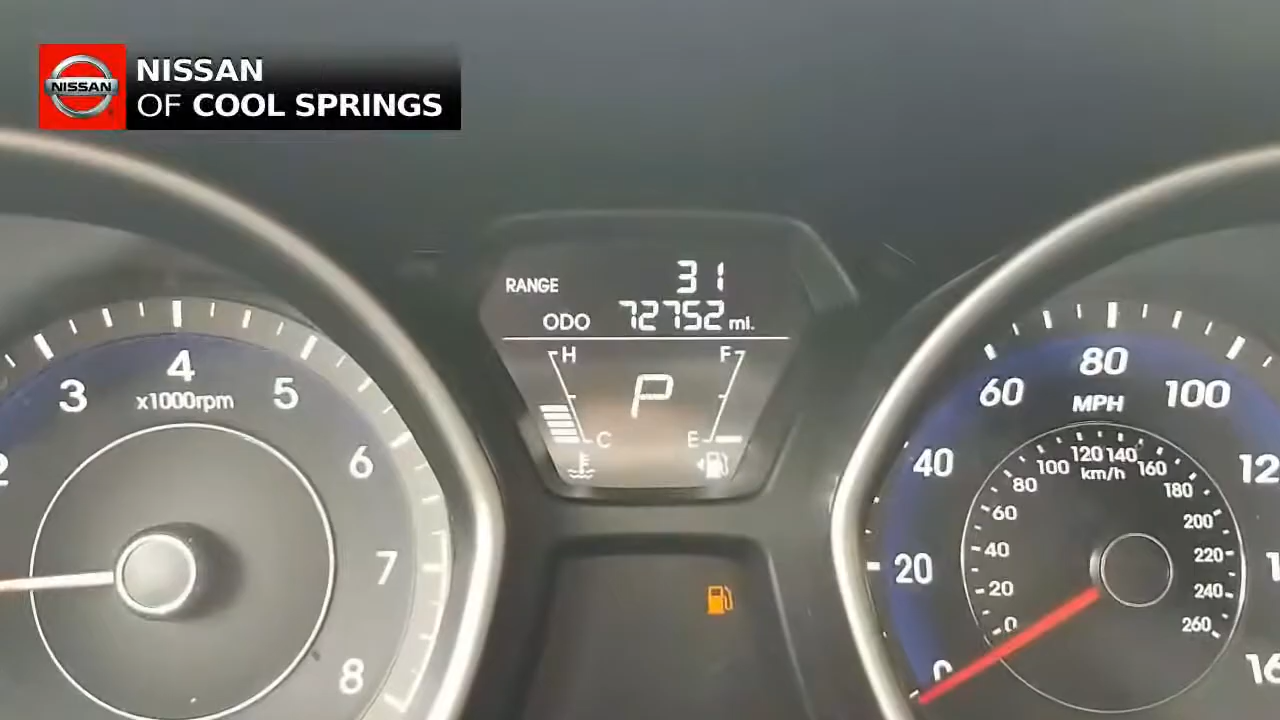 NISSAN
NISSAN
OF COOL SPRINGS
RANGE 31
ODO 72752 mi.
H F
P
C E
2 3 4 5 6 7 8
x1000rpm
0 20 40 60 80 100
MPH
0 20 40 60 80 100 120 140 160 180 200 220 240 260
km/h